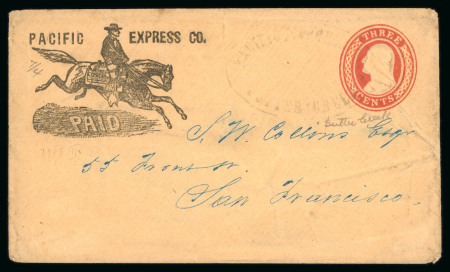 PACIFIC EXPRESS CO.
PAID
THREE
CENTS
S. W. Collins Esqr
55 Front St.
San Francisco.